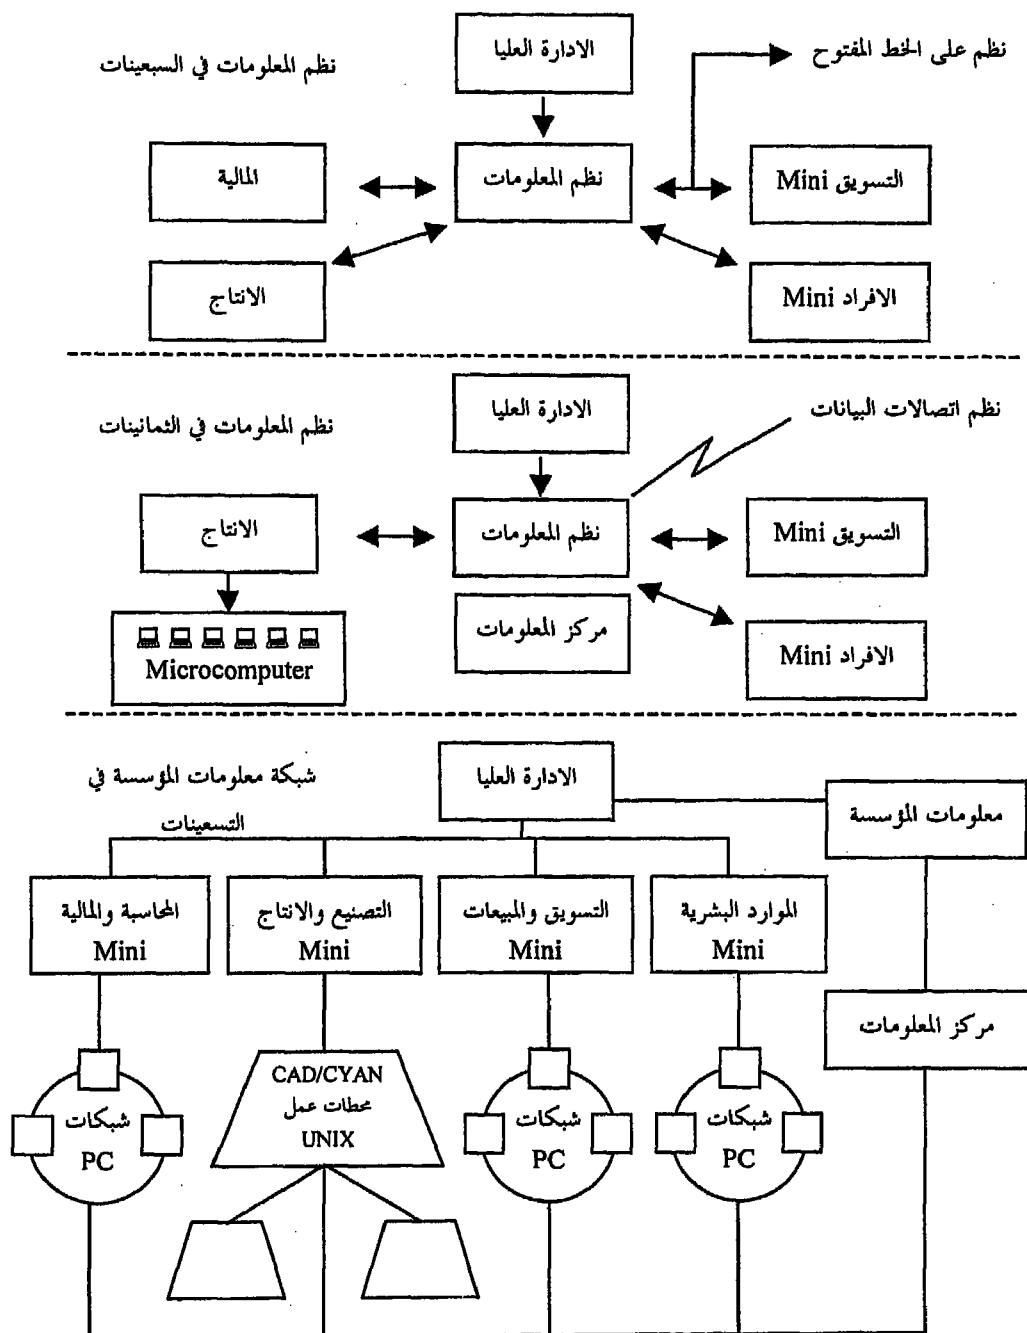 الادارة العليا
نظم على الخط المفتوح
نظم المعلومات في السبعينات
التسويق Mini
نظم المعلومات
المالية
الافراد Mini
الانتاج
الادارة العليا
نظم اتصالات البيانات
نظم المعلومات في الثمانينات
التسويق Mini
نظم المعلومات
الانتاج
مركز المعلومات
الافراد Mini
Microcomputer
الادارة العليا
شبكة معلومات المؤسسة في
التسعينات
معلومات المؤسسة
الموارد البشرية
Mini
التسويق والمبيعات
Mini
التصنيع والانتاج
Mini
المحاسبة والمالية
Mini
مركز المعلومات
شبكات
PC
شبكات
PC
CAD/CYAN
محطات عمل
UNIX
شبكات
PC